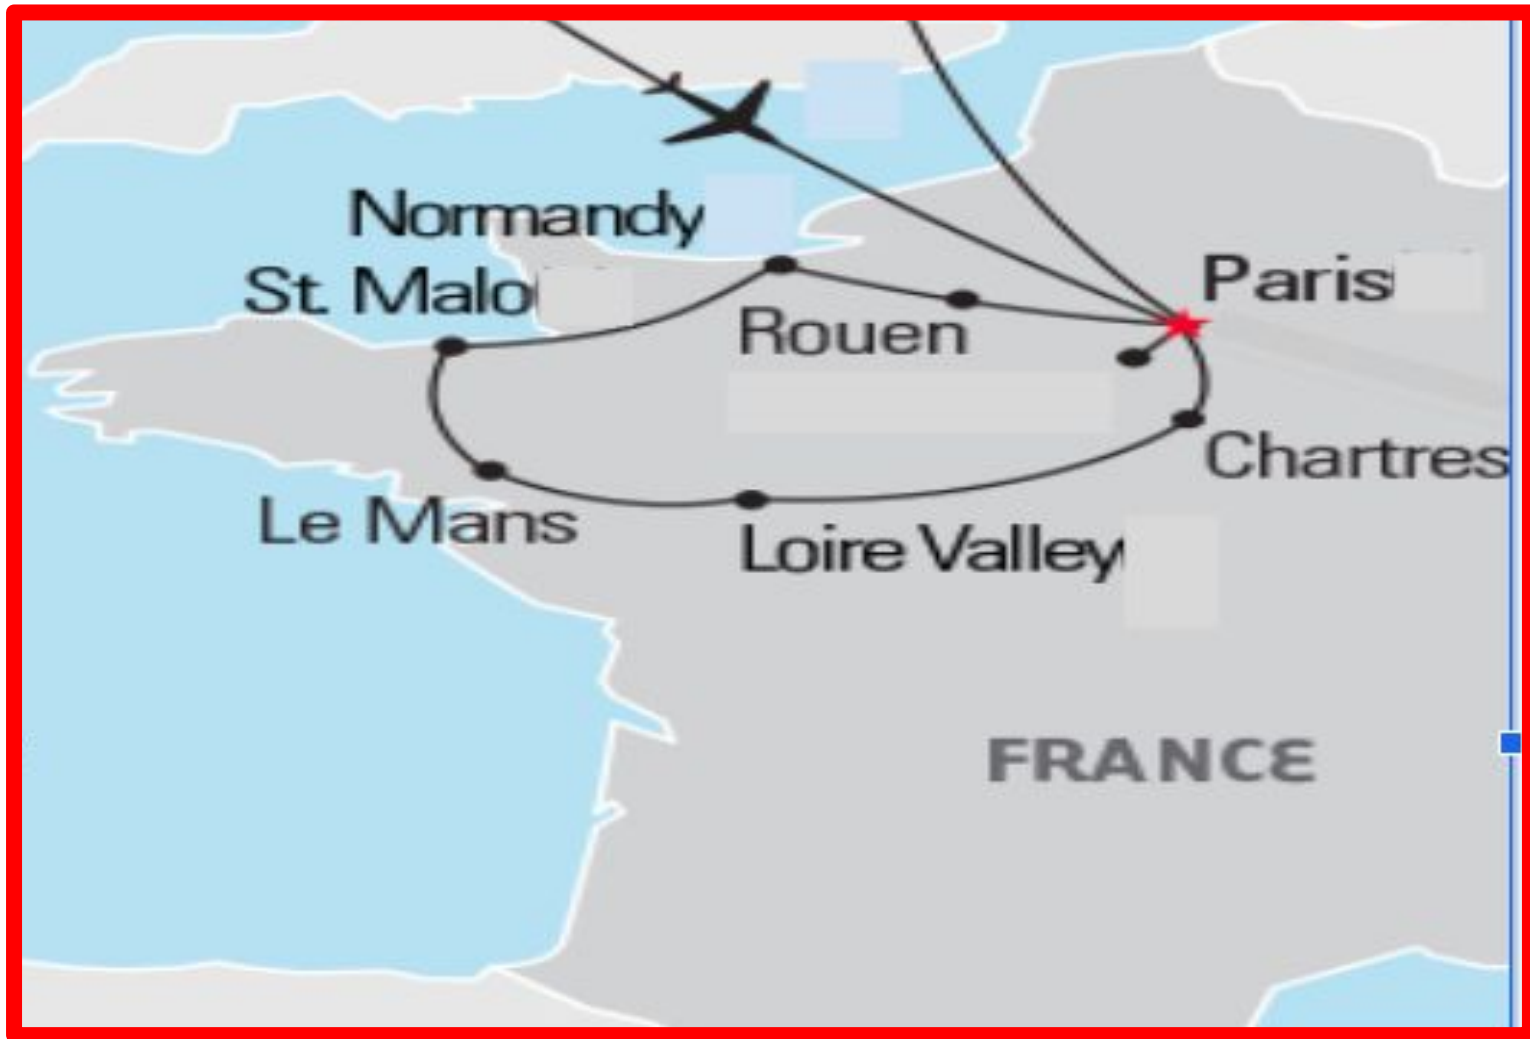 Normandy
St. Malo
Paris
Rouen
Chartres
Le Mans
Loire Valley
FRANCE